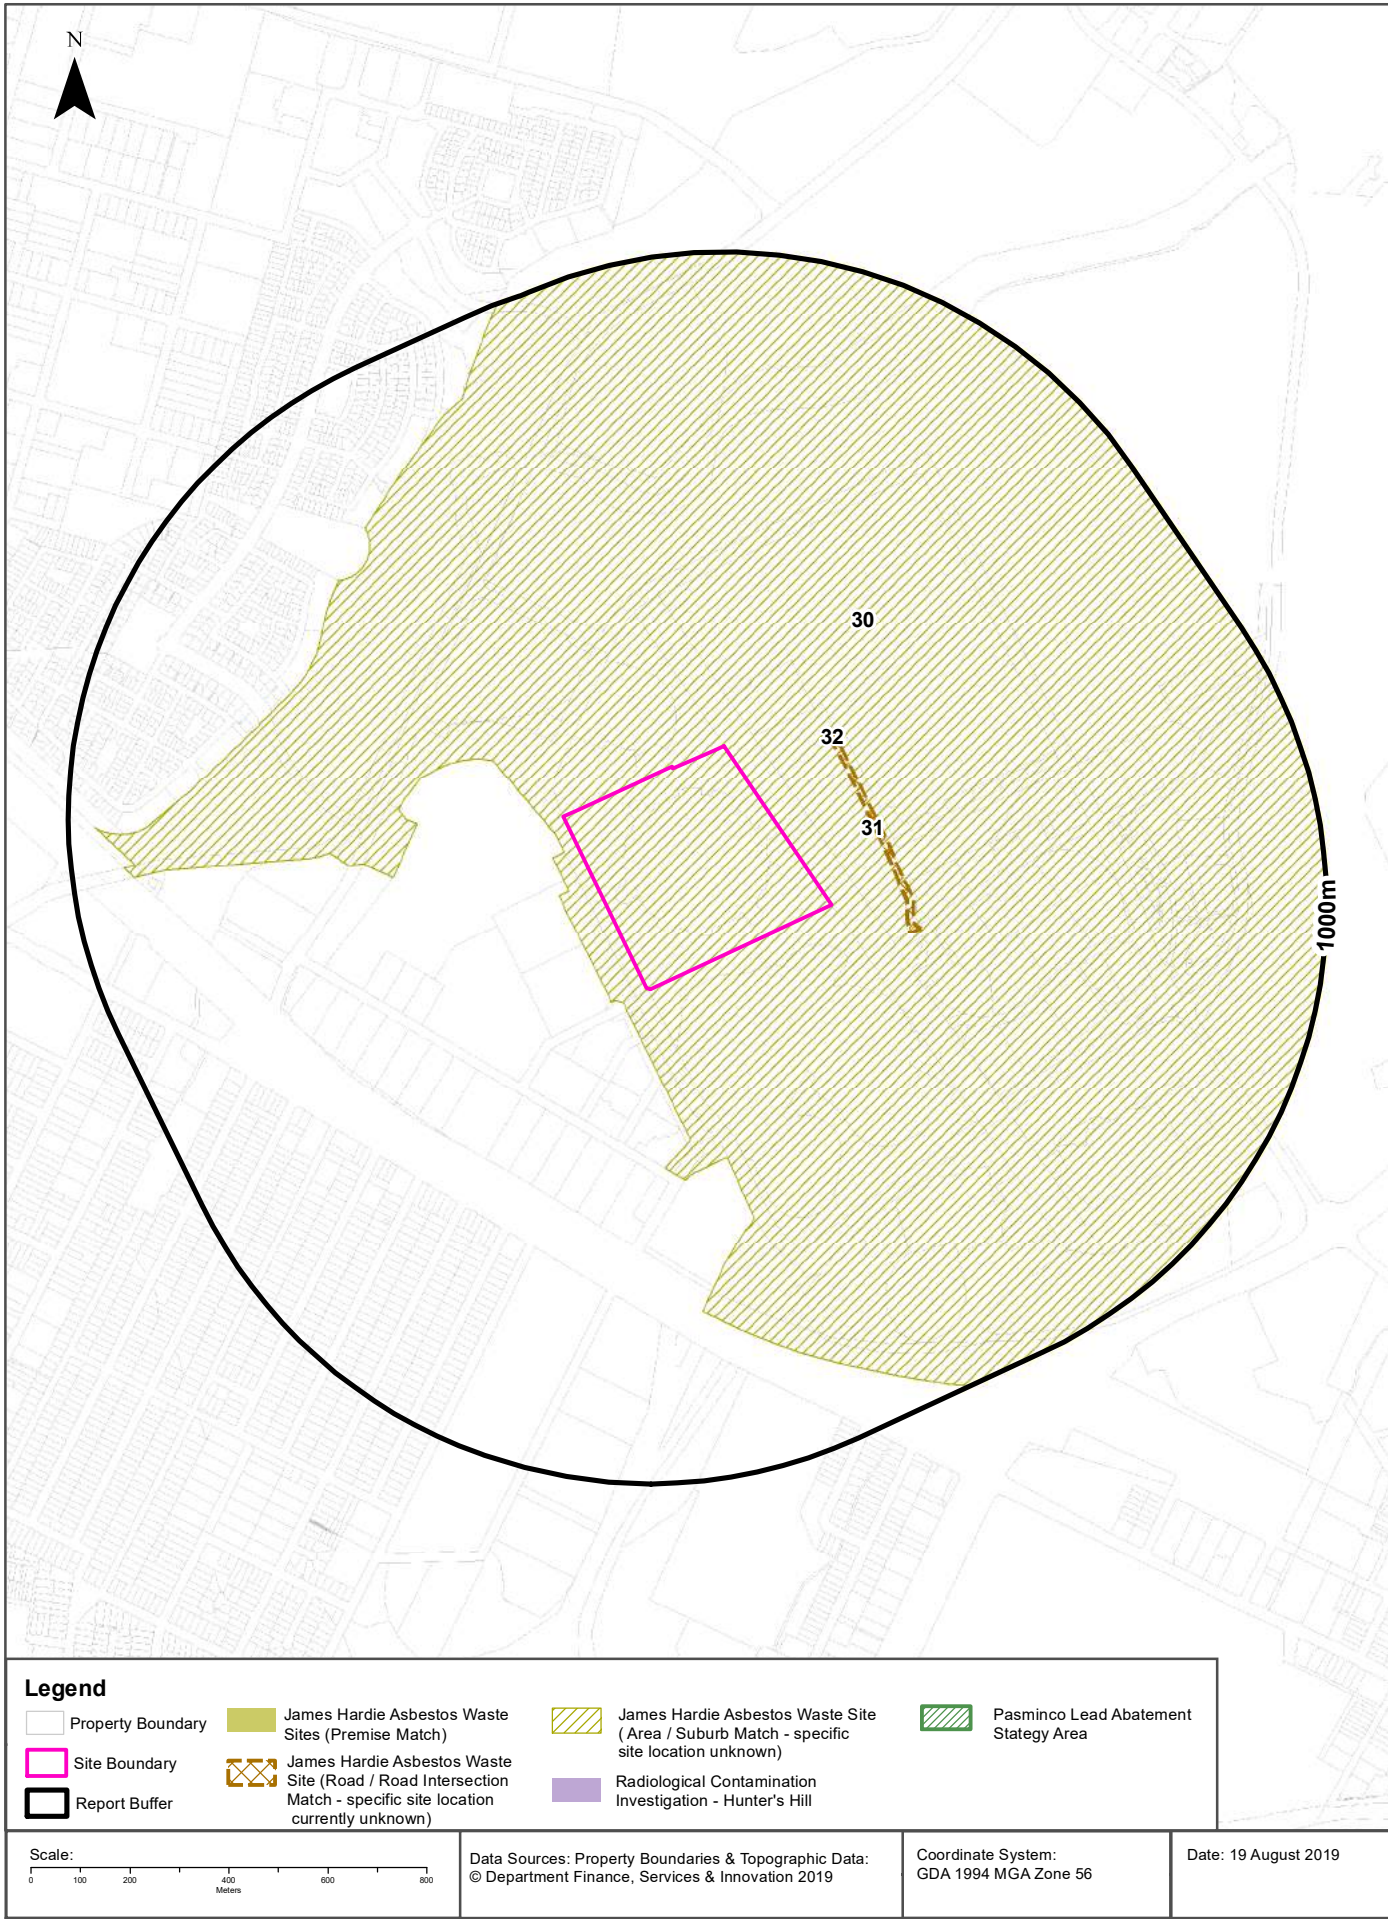 N
30
32
31
1000m
Legend
Property Boundary
Site Boundary
Report Buffer
James Hardie Asbestos Waste
Sites (Premise Match)
James Hardie Asbestos Waste
Site (Road / Road Intersection
Match - specific site location
currently unknown)
James Hardie Asbestos Waste Site
( Area / Suburb Match - specific
site location unknown)
Radiological Contamination
Investigation - Hunter's Hill
Pasminco Lead Abatement
Stategy Area
Scale:
0 100 200 400 600 800
Meters
Data Sources: Property Boundaries & Topographic Data:
© Department Finance, Services & Innovation 2019
Coordinate System:
GDA 1994 MGA Zone 56
Date: 19 August 2019